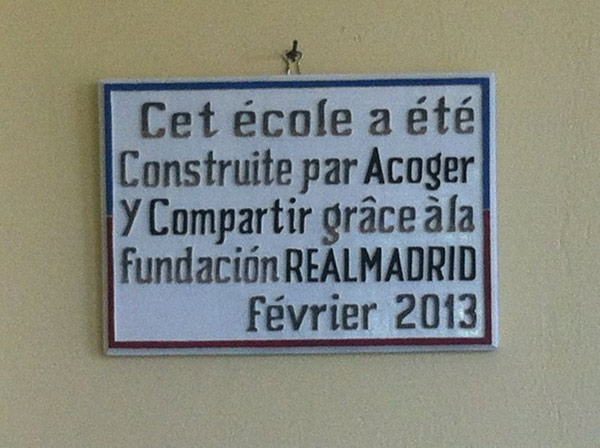 Cet école a été
Construite par Acoger
Y Compartir grâce à la
fundación REALMADRID
février 2013